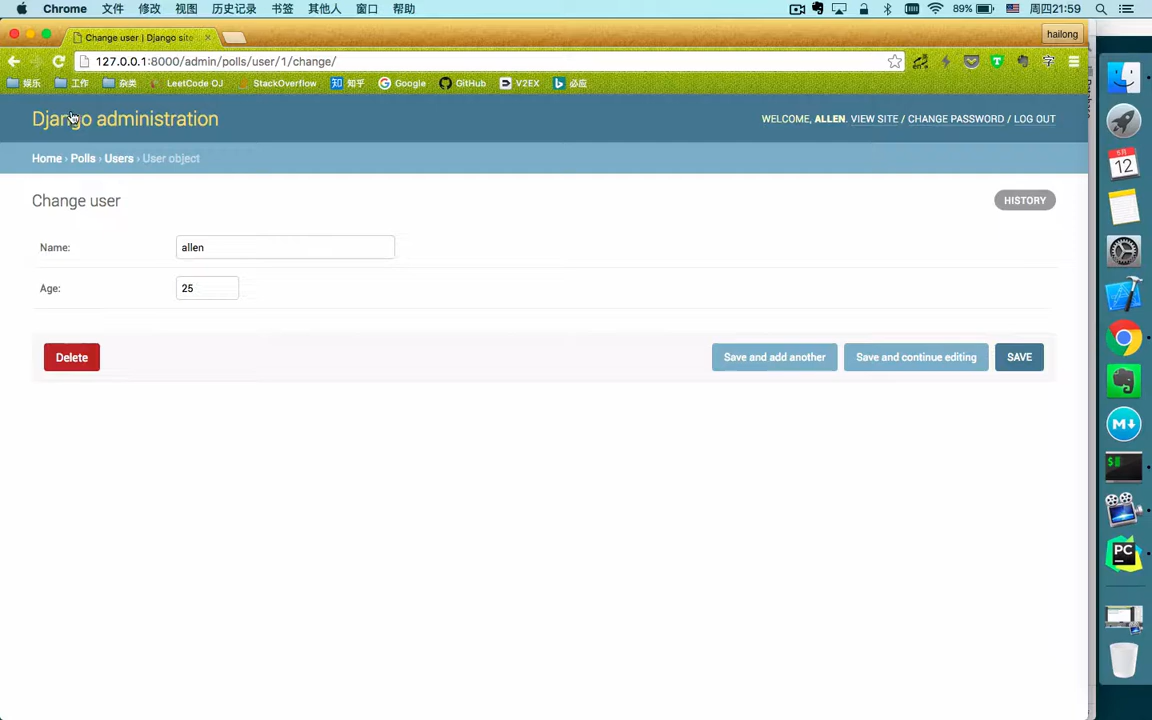 Chrome 文件 修改 视图 历史记录 书签 其他人 窗口 帮助 89% 周四21:59
Change user | Django site hailong
127.0.0.1:8000/admin/polls/user/1/change/
娱乐 工作 杂类 LeetCode OJ StackOverflow 知乎 Google GitHub V2EX 必应
Django administration WELCOME, ALLEN. VIEW SITE / CHANGE PASSWORD / LOG OUT
Home › Polls › Users › User object
Change user HISTORY
Name: allen
Age: 25
Delete Save and add another Save and continue editing SAVE
12
PC